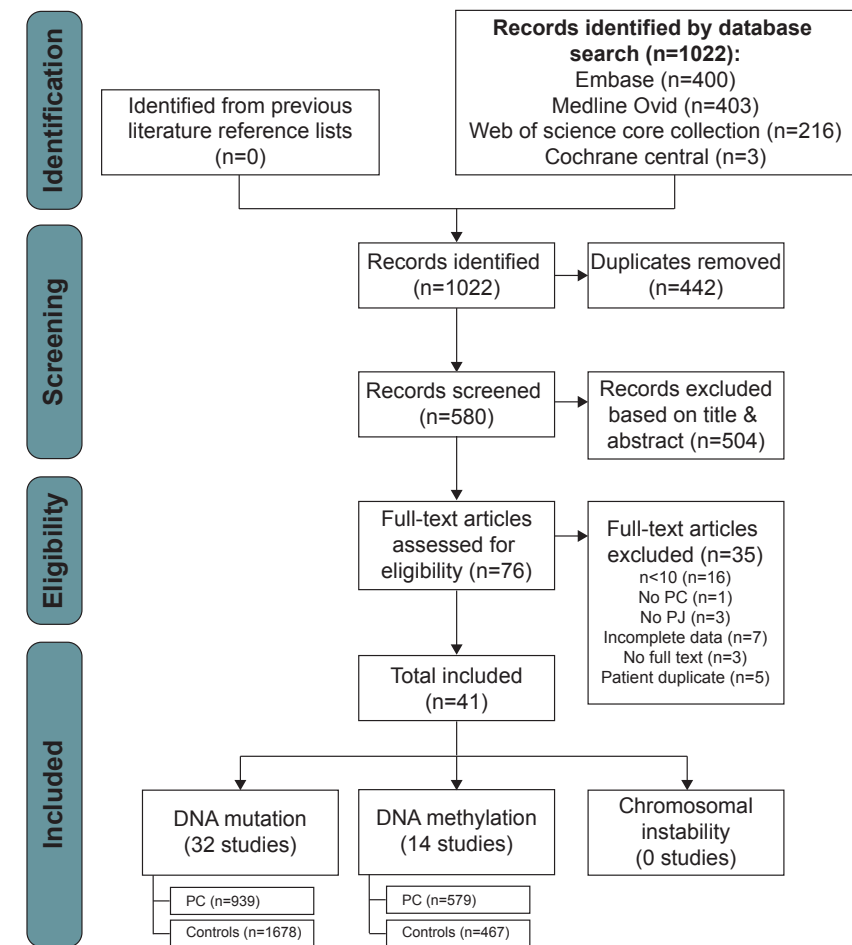 Identification
Identified from previous
literature reference lists
(n=0)
Records identified by database
search (n=1022):
Embase (n=400)
Medline Ovid (n=403)
Web of science core collection (n=216)
Cochrane central (n=3)
Screening
Records identified
(n=1022)
Duplicates removed
(n=442)
Records screened
(n=580)
Records excluded
based on title &
abstract (n=504)
Eligibility
Full-text articles
assessed for
eligibility (n=76)
Full-text articles
excluded (n=35)
n<10 (n=16)
No PC (n=1)
No PJ (n=3)
Incomplete data (n=7)
No full text (n=3)
Patient duplicate (n=5)
Included
Total included
(n=41)
DNA mutation
(32 studies)
PC (n=939)
Controls (n=1678)
DNA methylation
(14 studies)
PC (n=579)
Controls (n=467)
Chromosomal
instability
(0 studies)